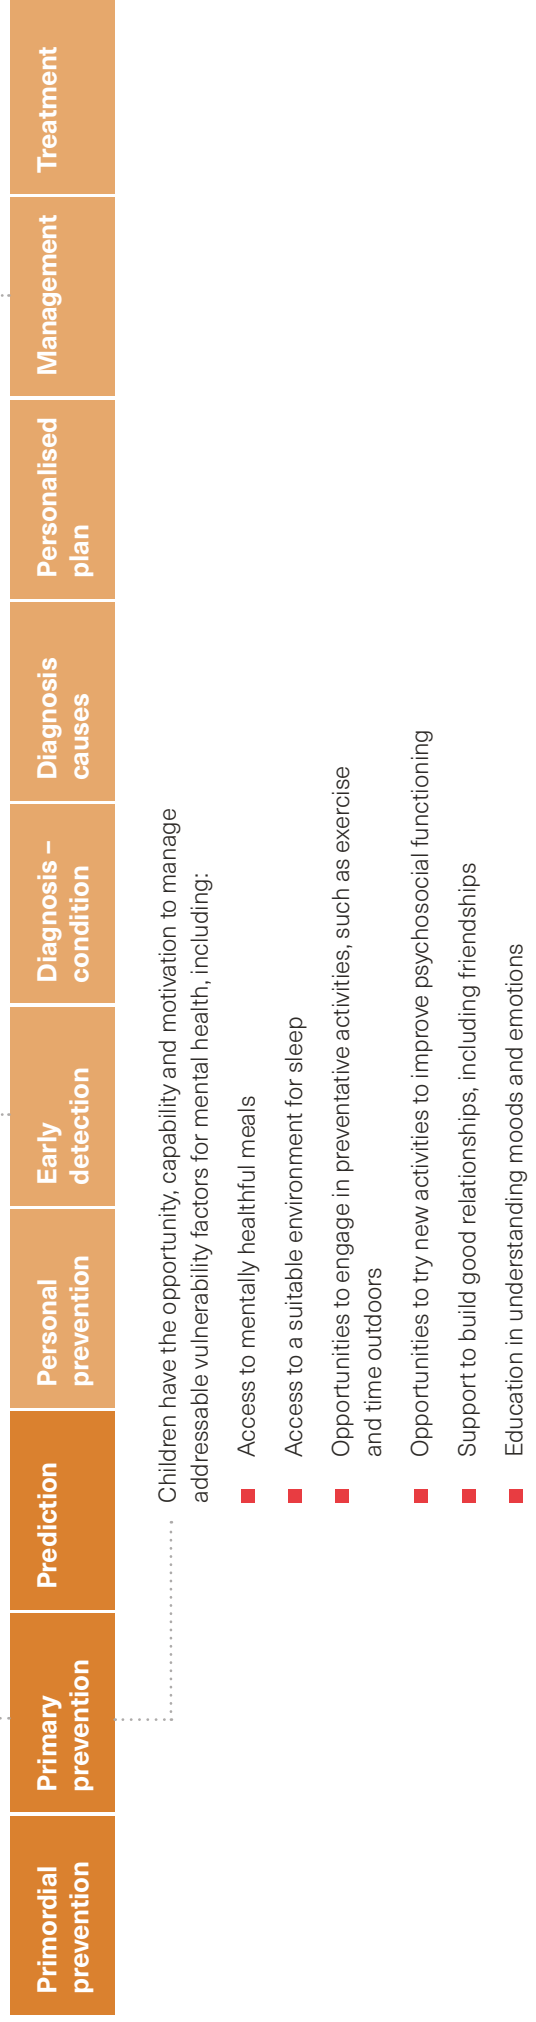 Primordial
prevention
Primary
prevention
Prediction
Personal
prevention
Early
detection
Diagnosis –
condition
Diagnosis
causes
Personalised
plan
Management
Treatment
Children have the opportunity, capability and motivation to manage
addressable vulnerability factors for mental health, including:
Access to mentally healthful meals
Access to a suitable environment for sleep
Opportunities to engage in preventative activities, such as exercise
and time outdoors
Opportunities to try new activities to improve psychosocial functioning
Support to build good relationships, including friendships
Education in understanding moods and emotions